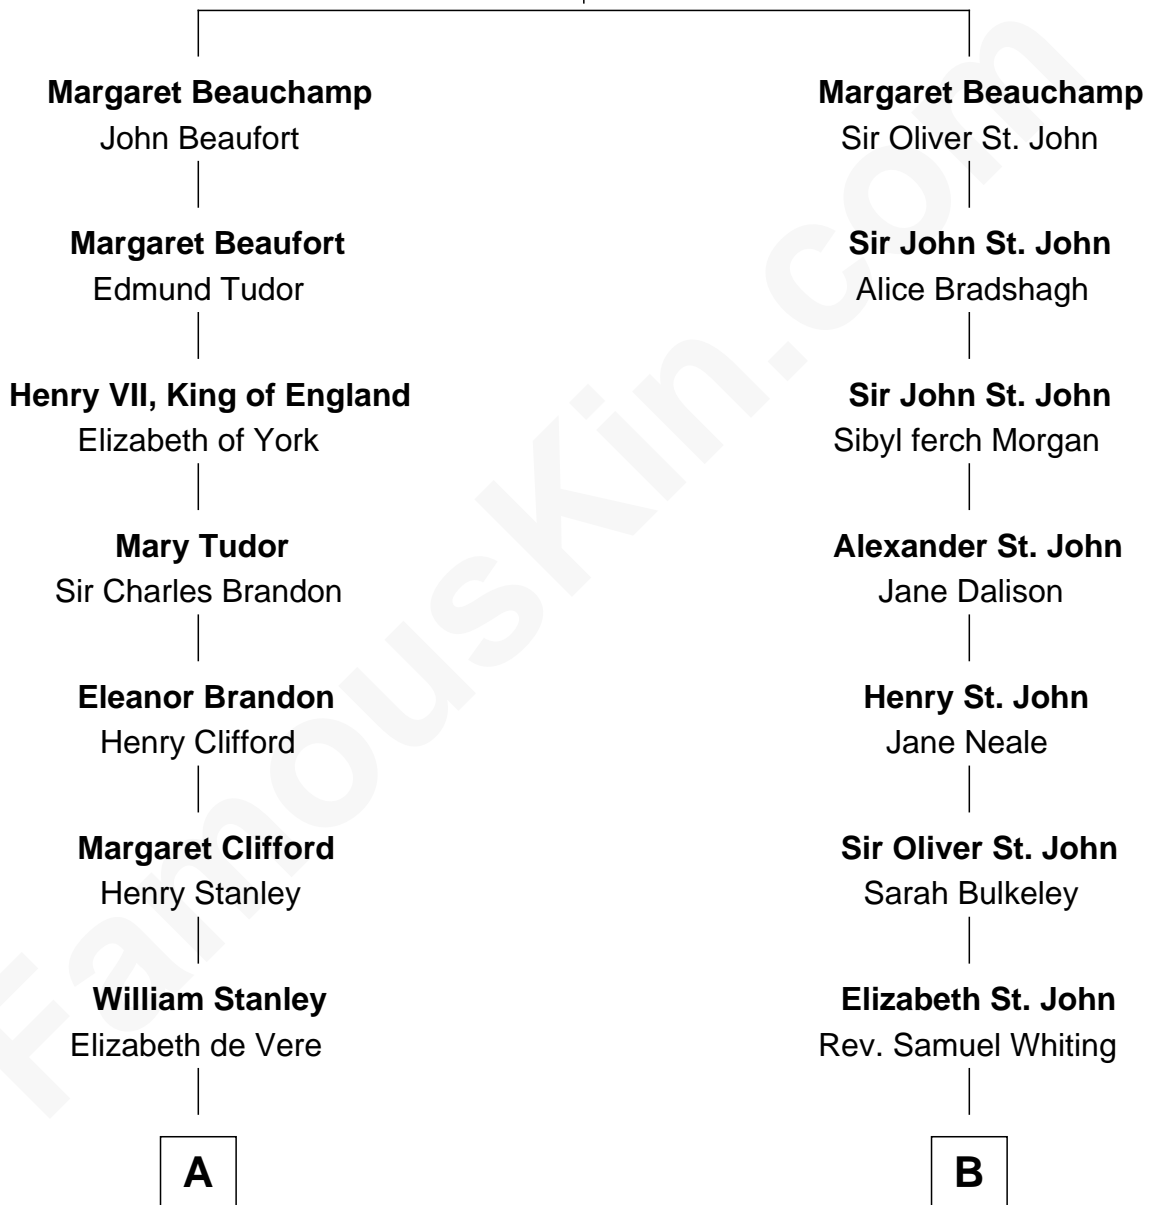 Margaret Beauchamp
John Beaufort
Margaret Beaufort
Edmund Tudor
Henry VII, King of England
Elizabeth of York
Mary Tudor
Sir Charles Brandon
Eleanor Brandon
Henry Clifford
Margaret Clifford
Henry Stanley
William Stanley
Elizabeth de Vere
A
Margaret Beauchamp
Sir Oliver St. John
Sir John St. John
Alice Bradshagh
Sir John St. John
Sibyl ferch Morgan
Alexander St. John
Jane Dalison
Henry St. John
Jane Neale
Sir Oliver St. John
Sarah Bulkeley
Elizabeth St. John
Rev. Samuel Whiting
B
FamousKin.com